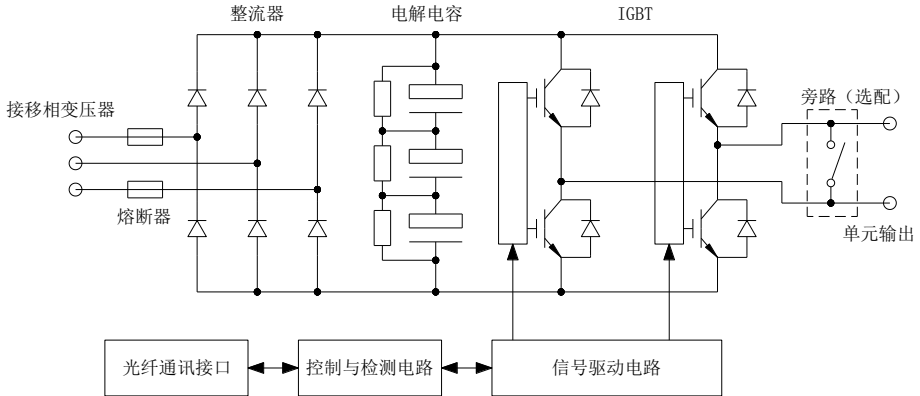 整流器
电解电容
IGBT
接移相变压器
旁路（选配）
熔断器
单元输出
光纤通讯接口
控制与检测电路
信号驱动电路